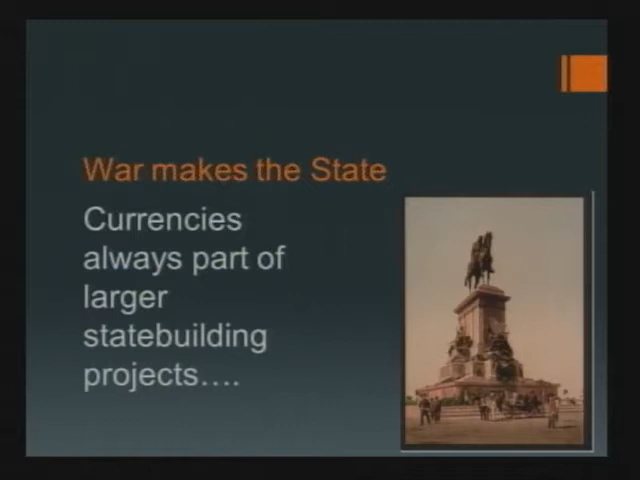 War makes the State
Currencies
always part of
larger
statebuilding
projects….